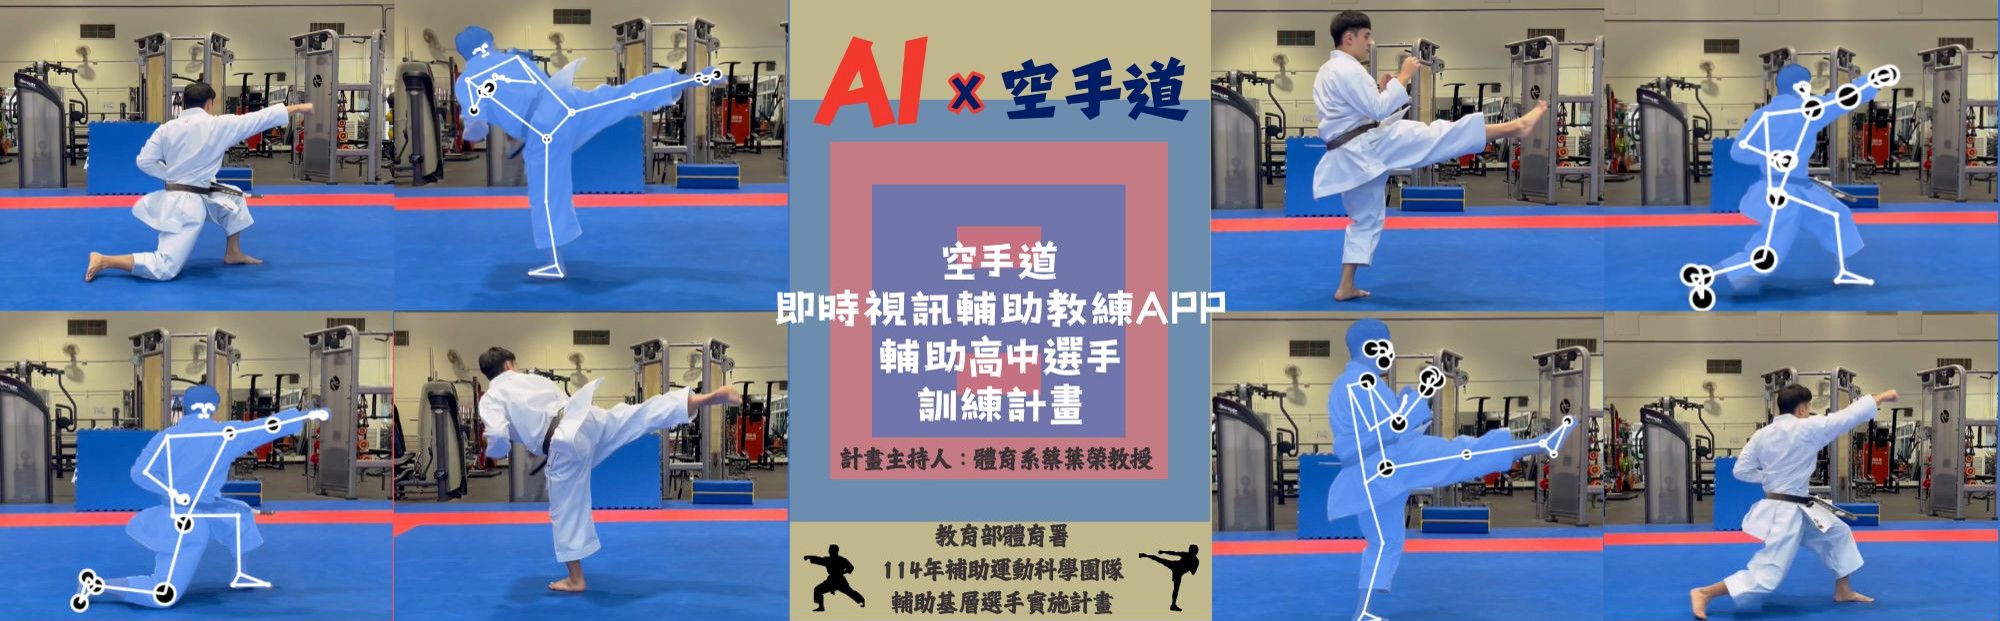 AI x 空手道
空手道
即時視訊輔助教練APP
輔助高中選手
訓練計畫
計畫主持人：體育系蔡葉榮教授
教育部體育署
114年補助運動科學團隊
輔助基層選手實施計畫